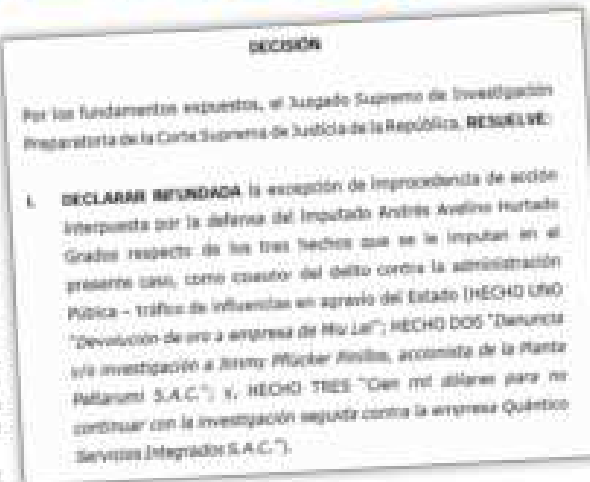 DECISIÓN
Por los fundamentos expuestos, el Juzgado Supremo de Investigación
Preparatoria de la Corte Suprema de Justicia de la República, RESUELVE:
I. DECLARAR INFUNDADA la excepción de improcedencia de acción
interpuesta por la defensa del imputado Andrés Avelino Hurtado
Grados respecto de los tres hechos que se le imputan en el
presente caso, como coautor del delito contra la administración
Pública – tráfico de influencias en agravio del Estado (HECHO UNO
"Devolución de oro a empresa de Miu Lei"; HECHO DOS "Denuncia
y/o investigación a Jimmy Pflucker Pinillos, accionista de la Planta
S.A.C."; y, HECHO TRES "Cien mil dólares para no
continuar con la investigación seguida contra la empresa Quántico
Servicios Integrados S.A.C.").